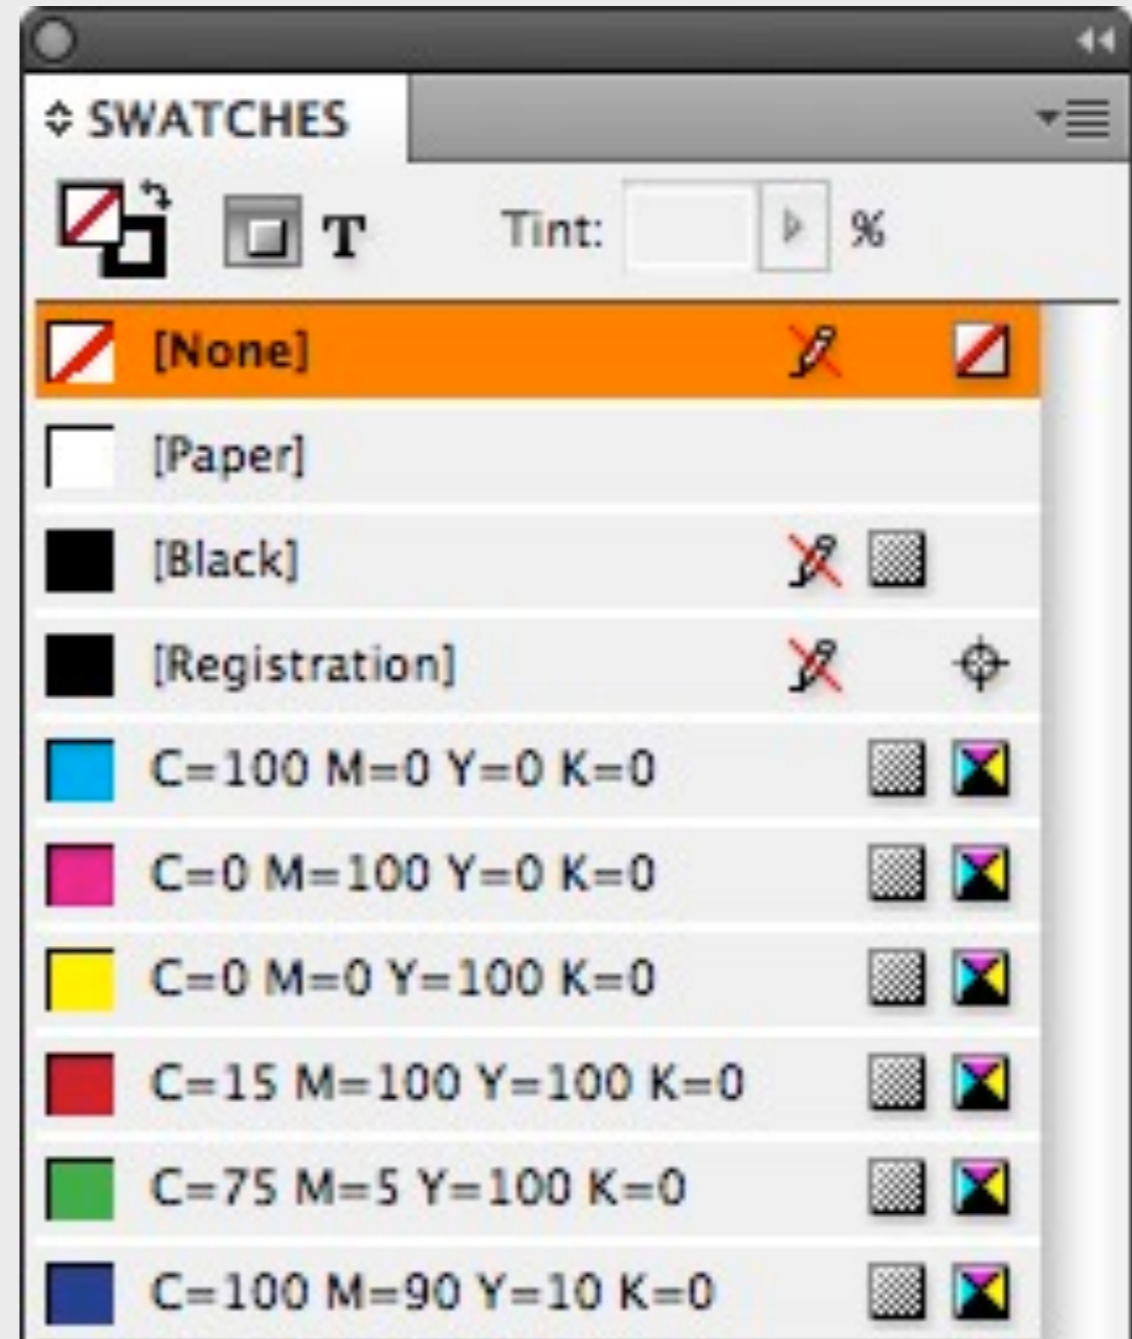 SWATCHES
T Tint: %
[None]
[Paper]
[Black]
[Registration]
C=100 M=0 Y=0 K=0
C=0 M=100 Y=0 K=0
C=0 M=0 Y=100 K=0
C=15 M=100 Y=100 K=0
C=75 M=5 Y=100 K=0
C=100 M=90 Y=10 K=0